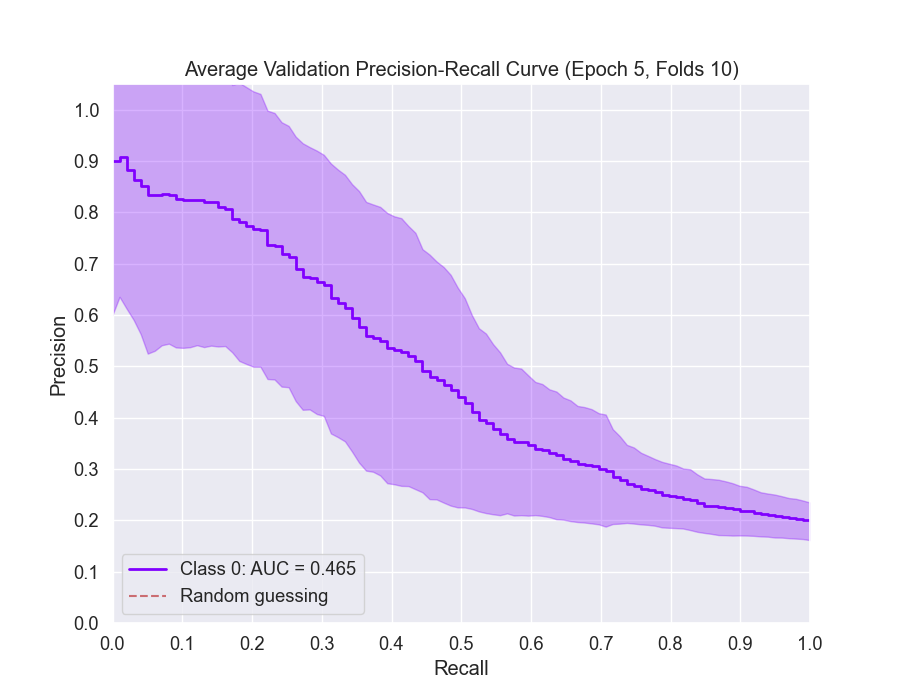 Average Validation Precision-Recall Curve (Epoch 5, Folds 10)
Precision
1.0
0.9
0.8
0.7
0.6
0.5
0.4
0.3
0.2
0.1
0.0
Class 0: AUC = 0.465
Random guessing
0.0 0.1 0.2 0.3 0.4 0.5 0.6 0.7 0.8 0.9 1.0
Recall